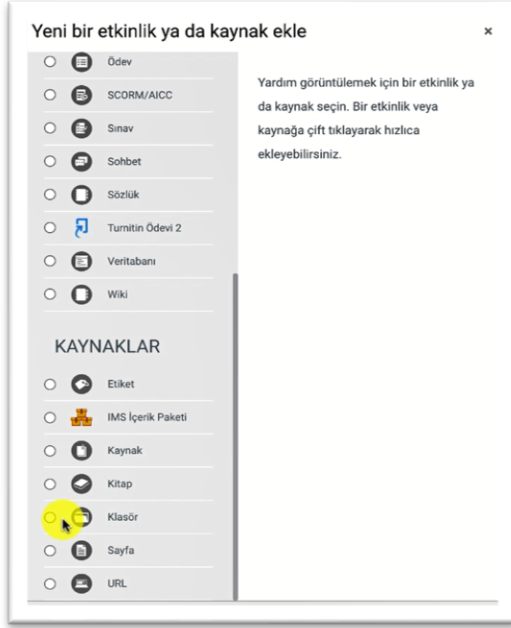 Yeni bir etkinlik ya da kaynak ekle
×
Ödev
SCORM/AICC
Sınav
Sohbet
Sözlük
Turnitin Ödevi 2
Veritabanı
Wiki
KAYNAKLAR
Etiket
IMS İçerik Paketi
Kaynak
Kitap
Klasör
Sayfa
URL
Yardım görüntülemek için bir etkinlik ya
da kaynak seçin. Bir etkinlik veya
kaynağa çift tıklayarak hızlıca
ekleyebilirsiniz.